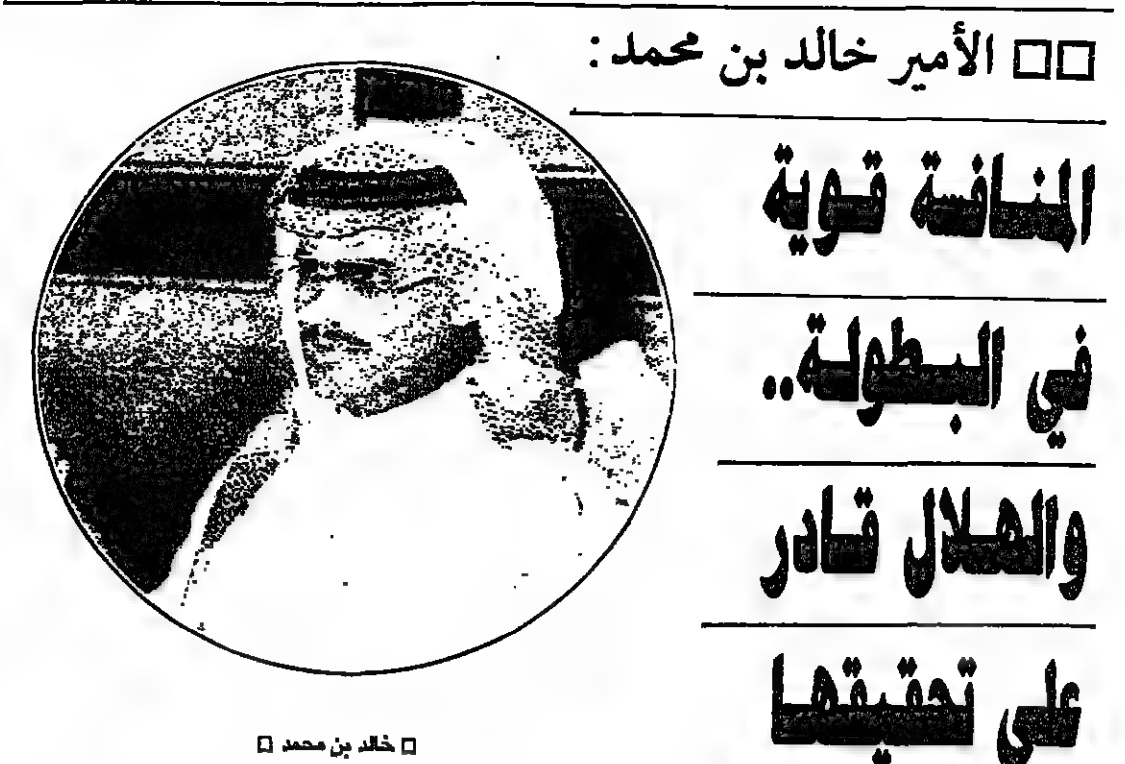 □□ الأمير خالد بن محمد:
المنافسة قوية
في البطولة..
والهلال قادر
على تحقيقها
□ خالد بن محمد □